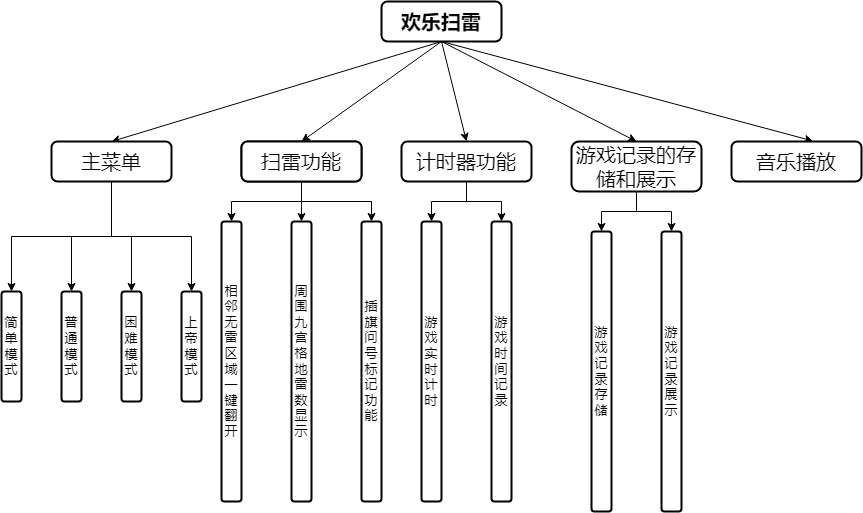 欢乐扫雷
主菜单
扫雷功能
计时器功能
游戏记录的存
储和展示
音乐播放
简单模式
普通模式
困难模式
上帝模式
相邻无雷区域一键翻开
周围九宫格地雷数显示
插旗问号标记功能
游戏实时计时
游戏时间记录
游戏记录存储
游戏记录展示